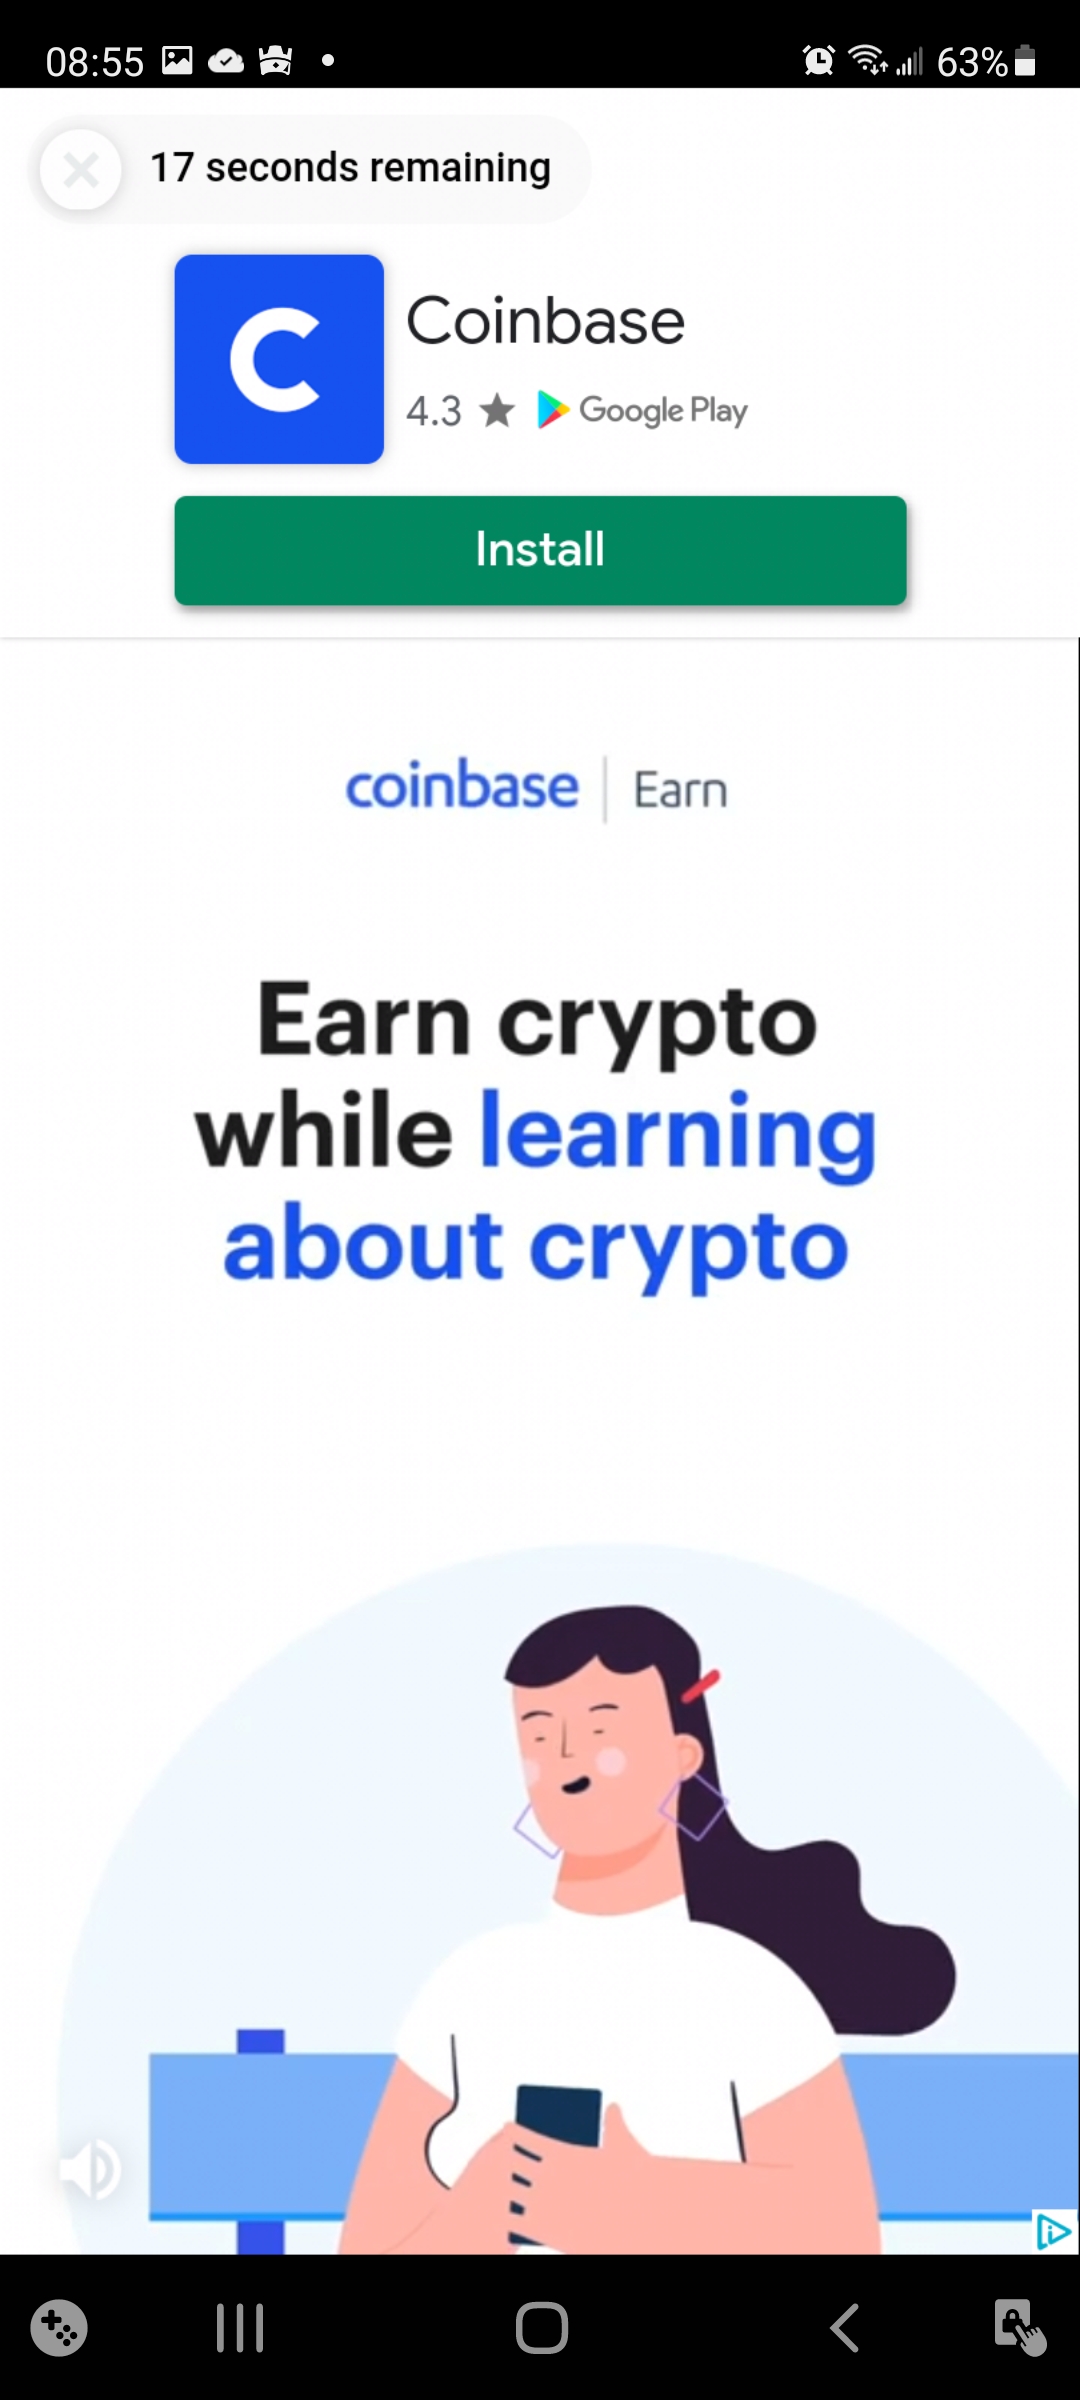 08:55
63%
17 seconds remaining
Coinbase
4.3 ★ Google Play
Install
coinbase | Earn
Earn crypto
while learning
about crypto